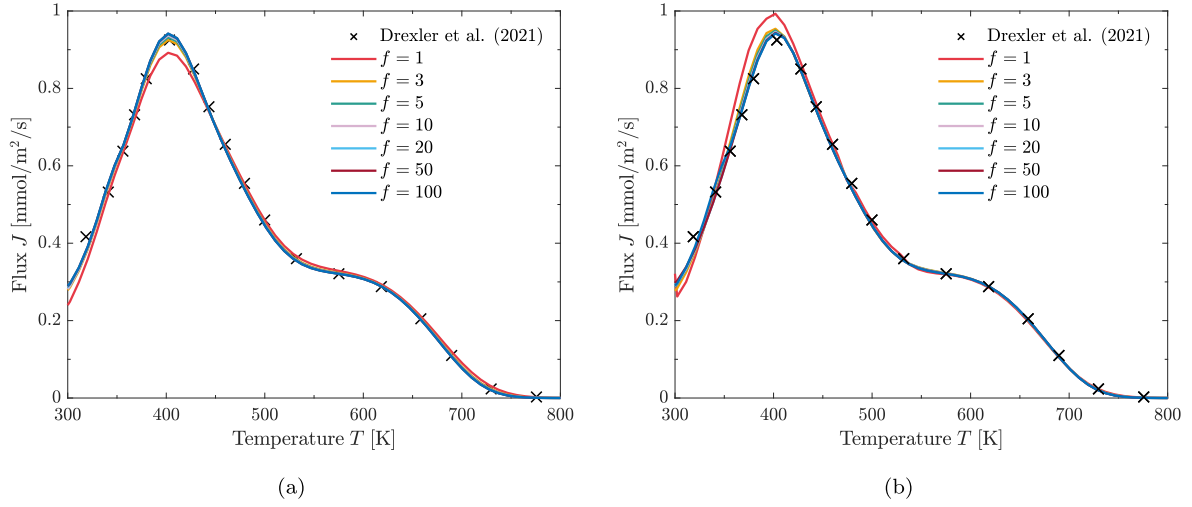 1
0.8
0.6
0.4
0.2
0
Flux J [mmol/m²/s]
300
400
500
600
700
800
Temperature T [K]
Drexler et al. (2021)
f = 1
f = 3
f = 5
f = 10
f = 20
f = 50
f = 100
(a)
1
0.8
0.6
0.4
0.2
0
Flux J [mmol/m²/s]
300
400
500
600
700
800
Temperature T [K]
Drexler et al. (2021)
f = 1
f = 3
f = 5
f = 10
f = 20
f = 50
f = 100
(b)